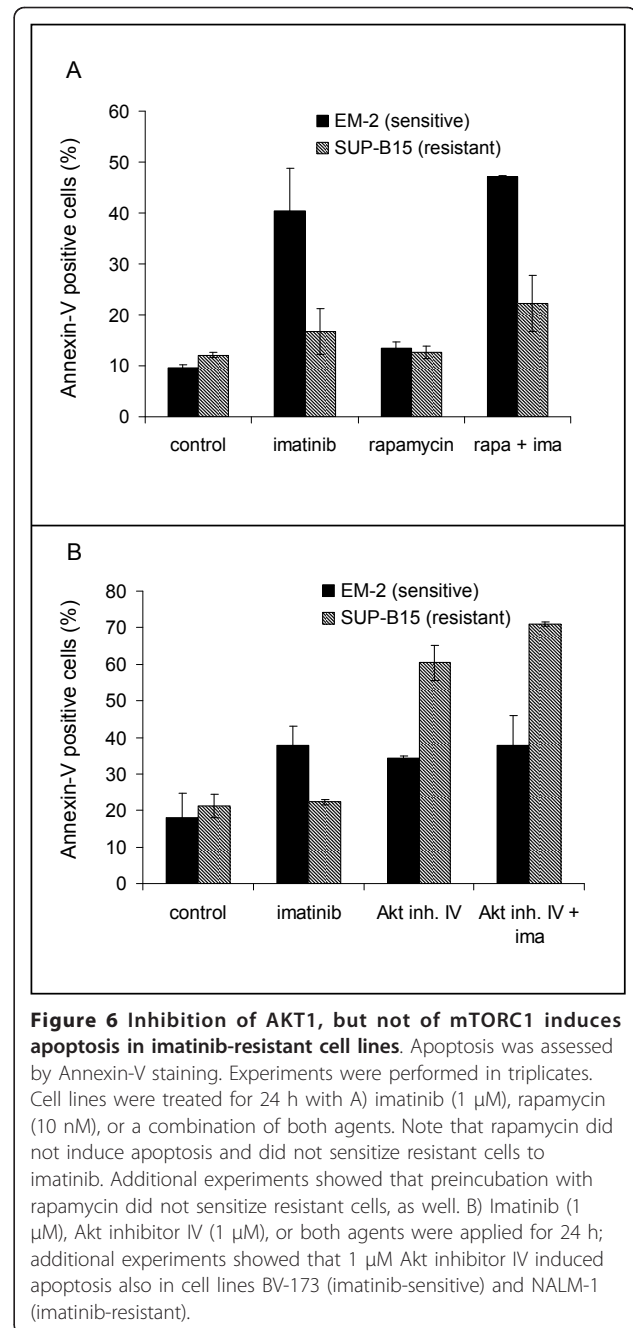 A
60
50
40
30
20
10
0
Annexin-V positive cells (%)
EM-2 (sensitive)
SUP-B15 (resistant)
control imatinib rapamycin rapa + ima
B
80
70
60
50
40
30
20
10
0
Annexin-V positive cells (%)
EM-2 (sensitive)
SUP-B15 (resistant)
control imatinib Akt inh. IV Akt inh. IV +
ima
Figure 6 Inhibition of AKT1, but not of mTORC1 induces
apoptosis in imatinib-resistant cell lines. Apoptosis was assessed
by Annexin-V staining. Experiments were performed in triplicates.
Cell lines were treated for 24 h with A) imatinib (1 μM), rapamycin
(10 nM), or a combination of both agents. Note that rapamycin did
not induce apoptosis and did not sensitize resistant cells to
imatinib. Additional experiments showed that preincubation with
rapamycin did not sensitize resistant cells, as well. B) Imatinib (1
μM), Akt inhibitor IV (1 μM), or both agents were applied for 24 h;
additional experiments showed that 1 μM Akt inhibitor IV induced
apoptosis also in cell lines BV-173 (imatinib-sensitive) and NALM-1
(imatinib-resistant).